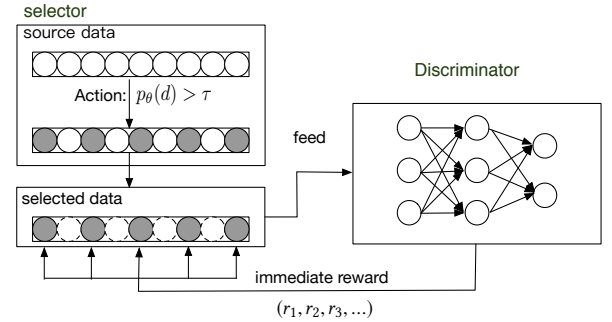 selector
source data
Action: pθ(d) > τ
Discriminator
feed
selected data
immediate reward
(r₁, r₂, r₃, ...)